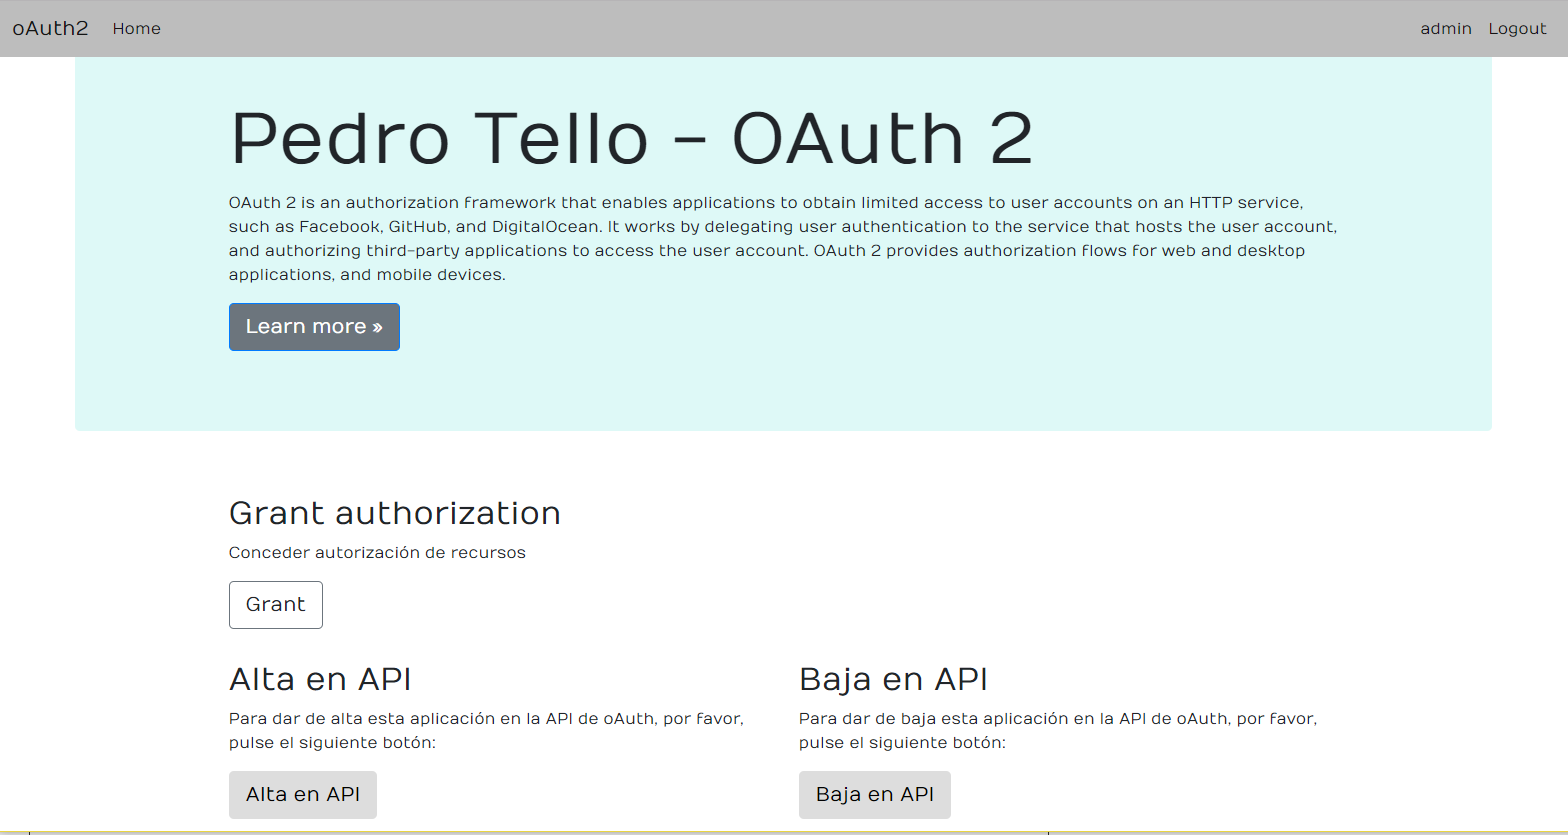 oAuth2 Home admin Logout
Pedro Tello - OAuth 2
OAuth 2 is an authorization framework that enables applications to obtain limited access to user accounts on an HTTP service,
such as Facebook, GitHub, and DigitalOcean. It works by delegating user authentication to the service that hosts the user account,
and authorizing third-party applications to access the user account. OAuth 2 provides authorization flows for web and desktop
applications, and mobile devices.
Learn more »
Grant authorization
Conceder autorización de recursos
Grant
Alta en API
Para dar de alta esta aplicación en la API de oAuth, por favor,
pulse el siguiente botón:
Alta en API
Baja en API
Para dar de baja esta aplicación en la API de oAuth, por favor,
pulse el siguiente botón:
Baja en API